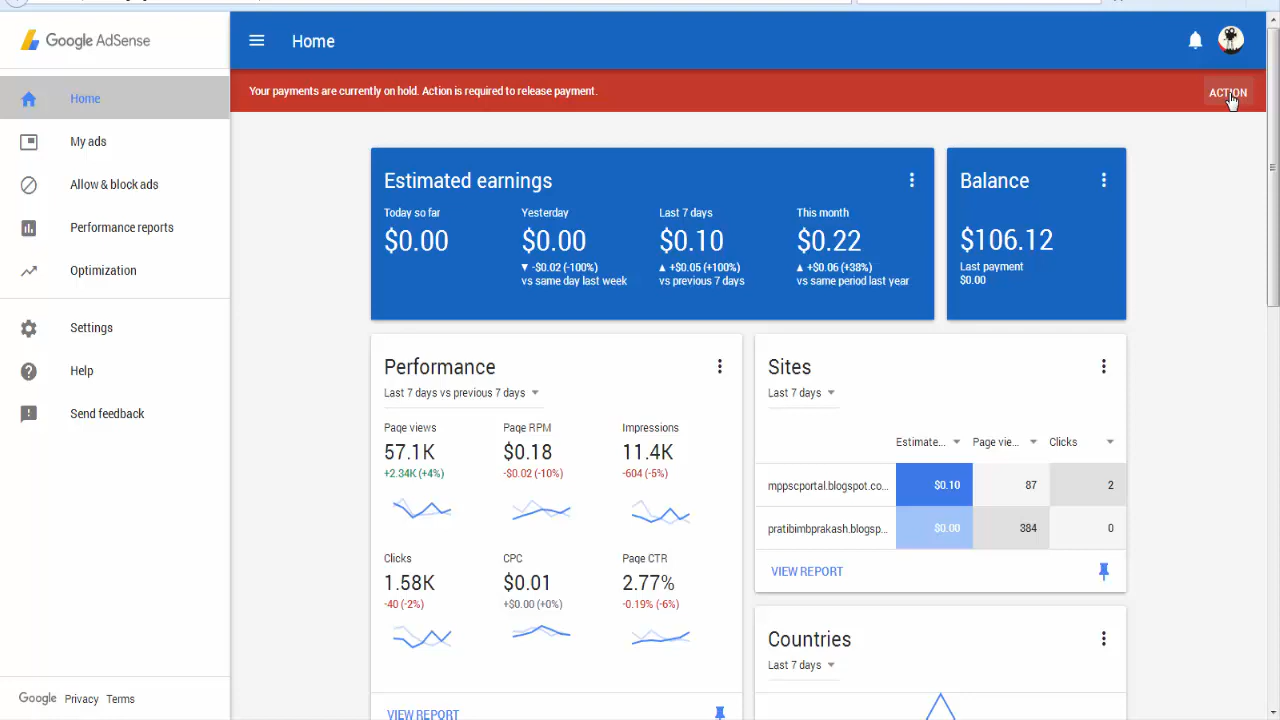 Google AdSense
Home
Your payments are currently on hold. Action is required to release payment.
ACTION
Home
My ads
Allow & block ads
Performance reports
Optimization
Settings
Help
Send feedback
Google Privacy Terms
Estimated earnings
Today so far Yesterday Last 7 days This month
$0.00 $0.00 $0.10 $0.22
▼ -$0.02 (-100%) ▲ +$0.05 (+100%) ▲ +$0.06 (+38%)
vs same day last week vs previous 7 days vs same period last year
Balance
$106.12
Last payment
$0.00
Performance
Last 7 days vs previous 7 days
Page views Page RPM Impressions
57.1K $0.18 11.4K
+2.34K (+4%) -$0.02 (-10%) -604 (-5%)
Clicks CPC Page CTR
1.58K $0.01 2.77%
-40 (-2%) +$0.00 (+0%) -0.19% (-6%)
VIEW REPORT
Sites
Last 7 days
Estimate... Page vie... Clicks
mppscportal.blogspot.co... $0.10 87 2
pratibimbprakash.blogsp... $0.00 384 0
VIEW REPORT
Countries
Last 7 days